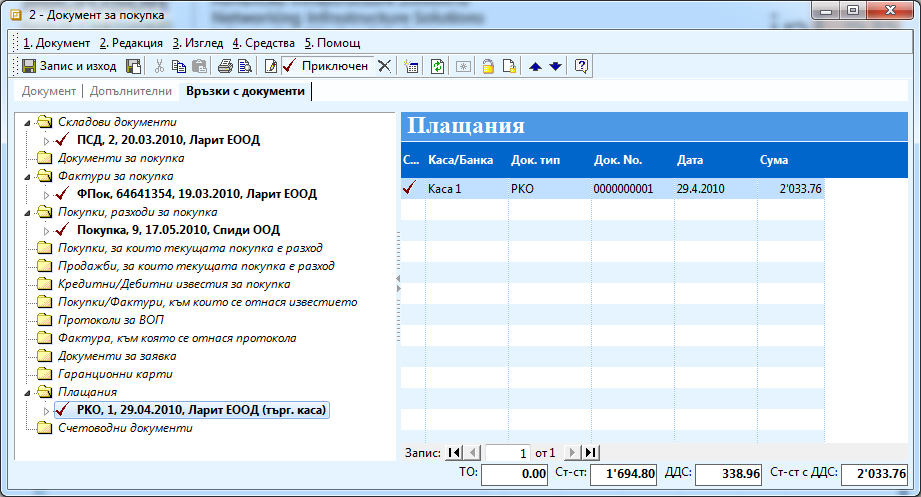 Networking Infrastructure Solutions
2 - Документ за покупка
1. Документ 2. Редакция 3. Изглед 4. Средства 5. Помощ
Запис и изход Приключен
Документ Допълнителни Връзки с документи
Складови документи
ПСД, 2, 20.03.2010, Ларит ЕООД
Документи за покупка
Фактури за покупка
ФПок, 64641354, 19.03.2010, Ларит ЕООД
Покупки, разходи за покупка
Покупка, 9, 17.05.2010, Спиди ООД
Покупки, за които текущата покупка е разход
Продажби, за които текущата покупка е разход
Кредитни/Дебитни известия за покупка
Покупки/Фактури, към които се отнася известието
Протоколи за ВОП
Фактура, към която се отнася протокола
Документи за заявка
Гаранционни карти
Плащания
РКО, 1, 29.04.2010, Ларит ЕООД (търг. каса)
Счетоводни документи
Плащания
С... Каса/Банка Док. тип Док. No. Дата Сума
Каса 1 РКО 0000000001 29.4.2010 2'033.76
Запис: 1 от 1
ТО: 0.00 Ст-ст: 1'694.80 ДДС: 338.96 Ст-ст с ДДС: 2'033.76